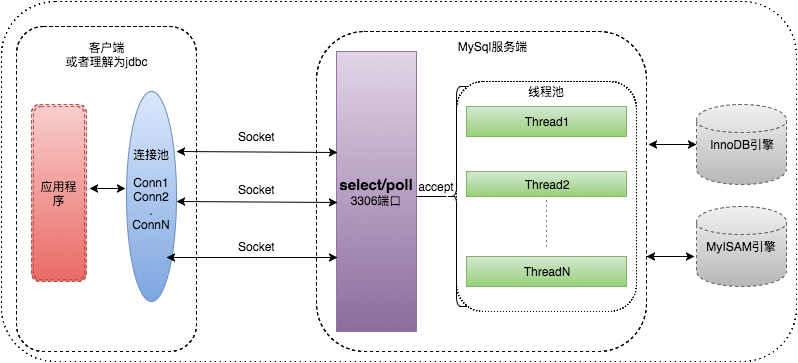 客户端
或者理解为jdbc
应用程
序
连接池
Conn1
Conn2
.
ConnN
Socket
Socket
Socket
MySql服务端
select/poll
3306端口
accept
线程池
Thread1
Thread2
ThreadN
InnoDB引擎
MyISAM引擎